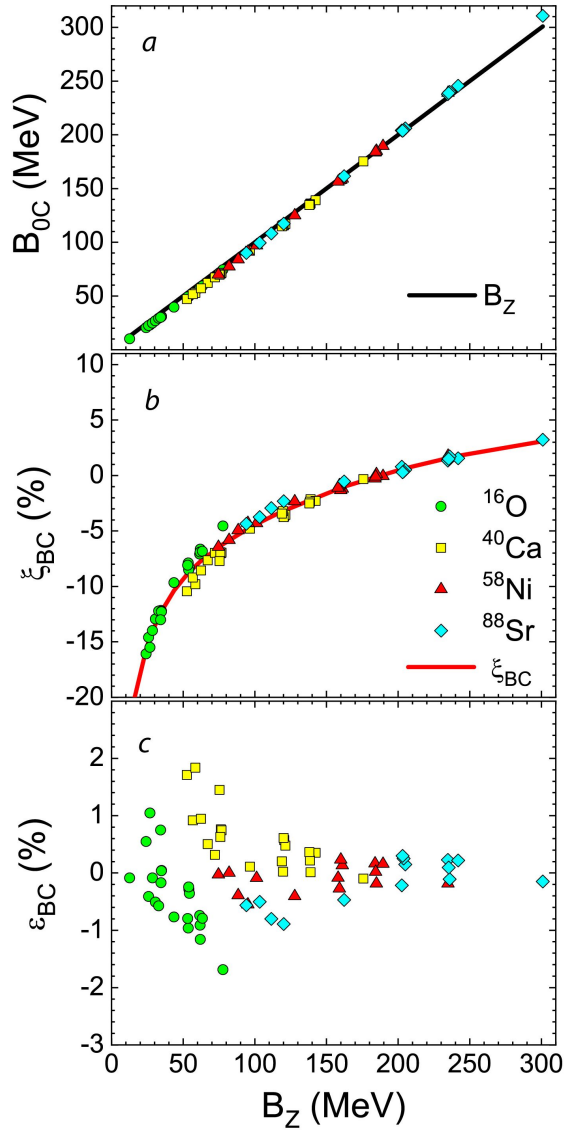 a
300
250
200
150
100
50
B0C (MeV)
BZ
b
10
5
0
-5
-10
-15
-20
ξBC (%)
16O
40Ca
58Ni
88Sr
ξBC
c
2
1
0
-1
-2
-3
εBC (%)
0 50 100 150 200 250 300
BZ (MeV)